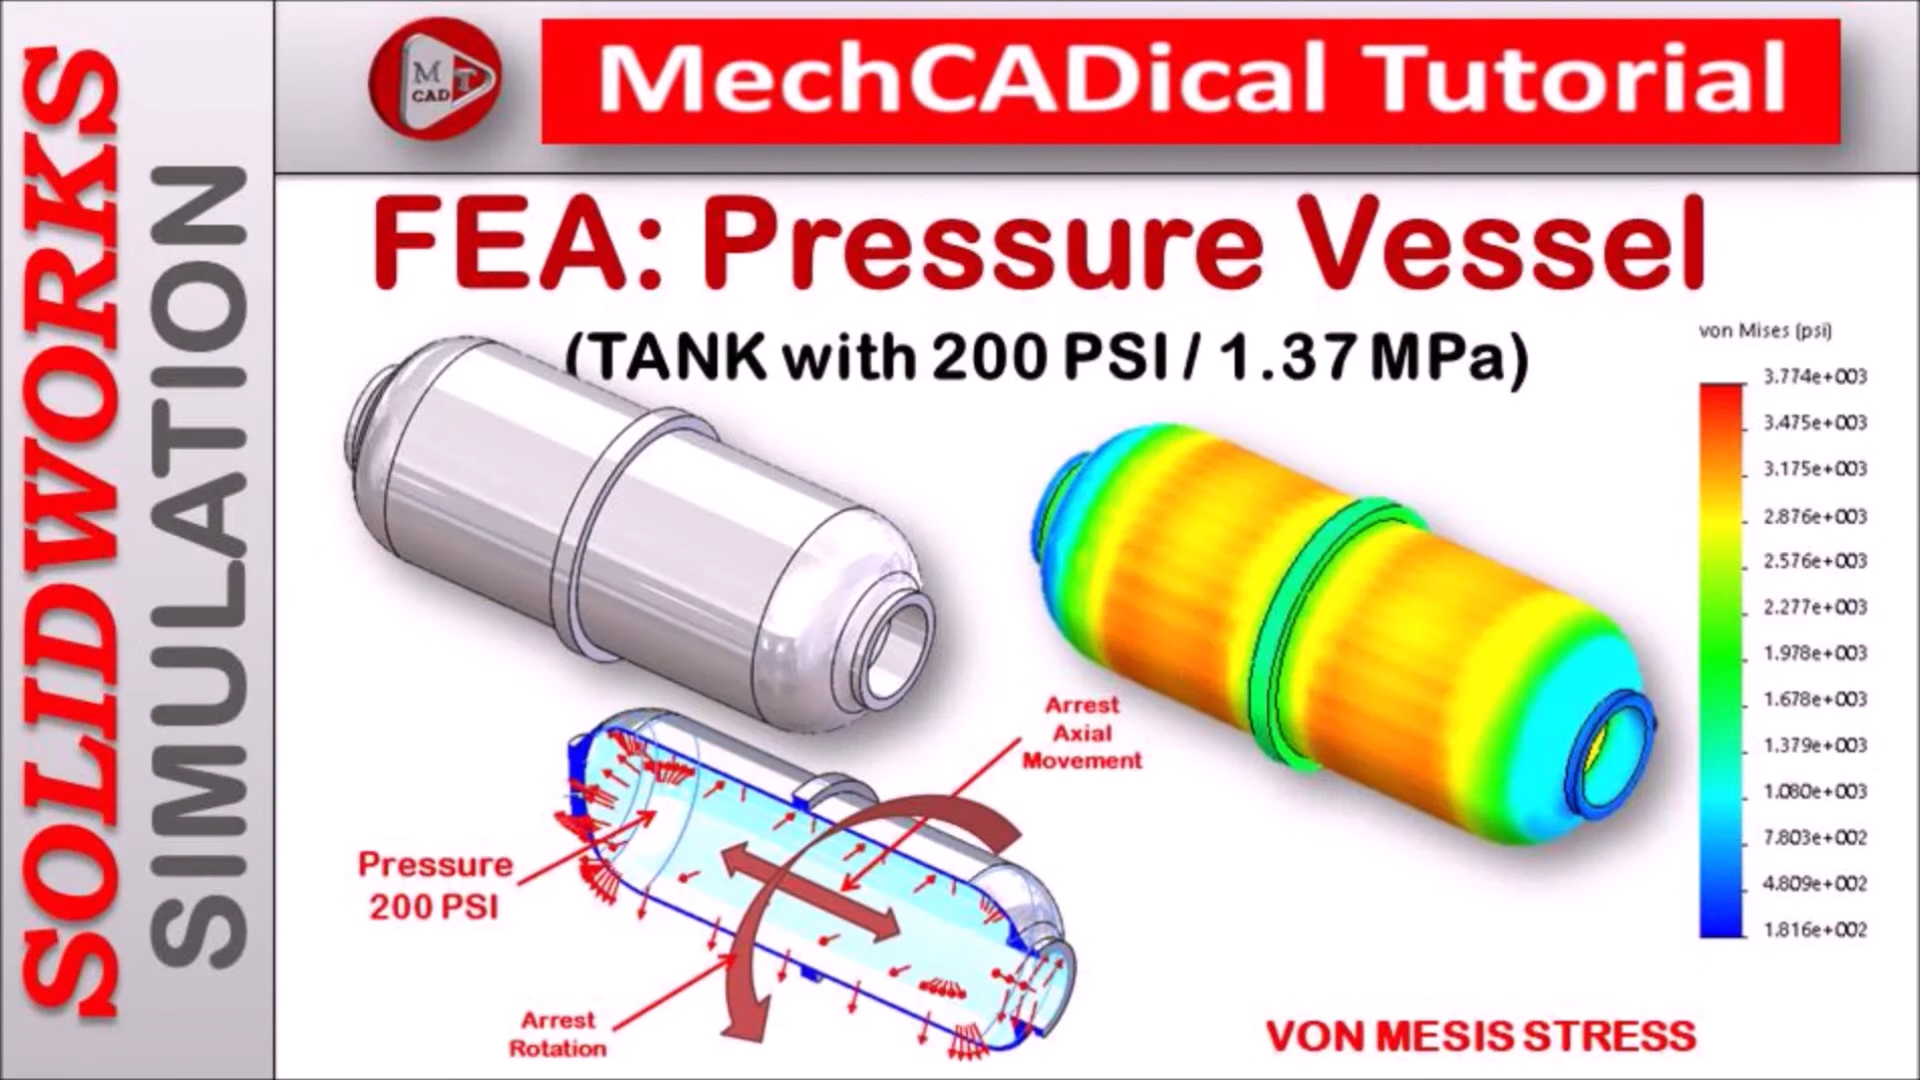 SOLIDWORKS
SIMULATION
M T
CAD
MechCADical Tutorial
FEA: Pressure Vessel
(TANK with 200 PSI / 1.37 MPa)
von Mises (psi)
3.774e+003
3.475e+003
3.175e+003
2.876e+003
2.576e+003
2.277e+003
1.978e+003
1.678e+003
1.379e+003
1.080e+003
7.803e+002
4.809e+002
1.816e+002
Arrest
Axial
Movement
Pressure
200 PSI
Arrest
Rotation
VON MESIS STRESS